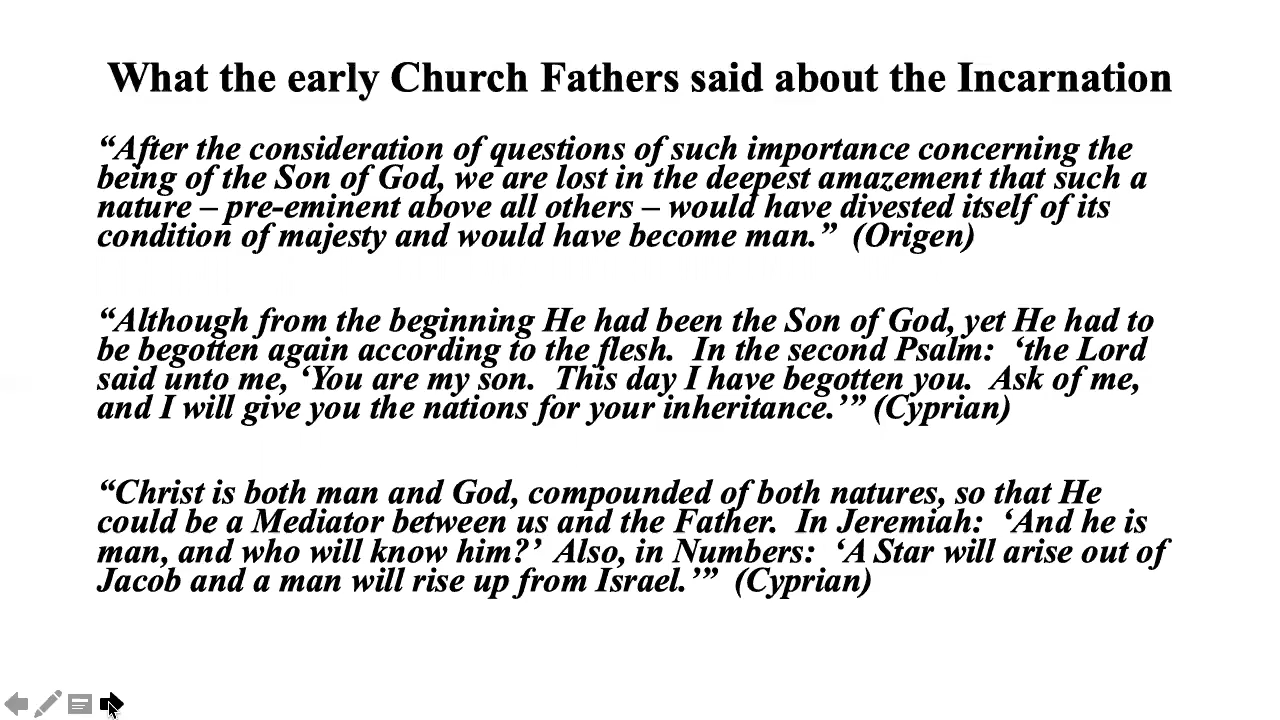 What the early Church Fathers said about the Incarnation
“After the consideration of questions of such importance concerning the
being of the Son of God, we are lost in the deepest amazement that such a
nature – pre-eminent above all others – would have divested itself of its
condition of majesty and would have become man.”  (Origen)
“Although from the beginning He had been the Son of God, yet He had to
be begotten again according to the flesh.  In the second Psalm:  ‘the Lord
said unto me, ‘You are my son.  This day I have begotten you.  Ask of me,
and I will give you the nations for your inheritance.’” (Cyprian)
“Christ is both man and God, compounded of both natures, so that He
could be a Mediator between us and the Father.  In Jeremiah:  ‘And he is
man, and who will know him?’  Also, in Numbers:  ‘A Star will arise out of
Jacob and a man will rise up from Israel.’”  (Cyprian)